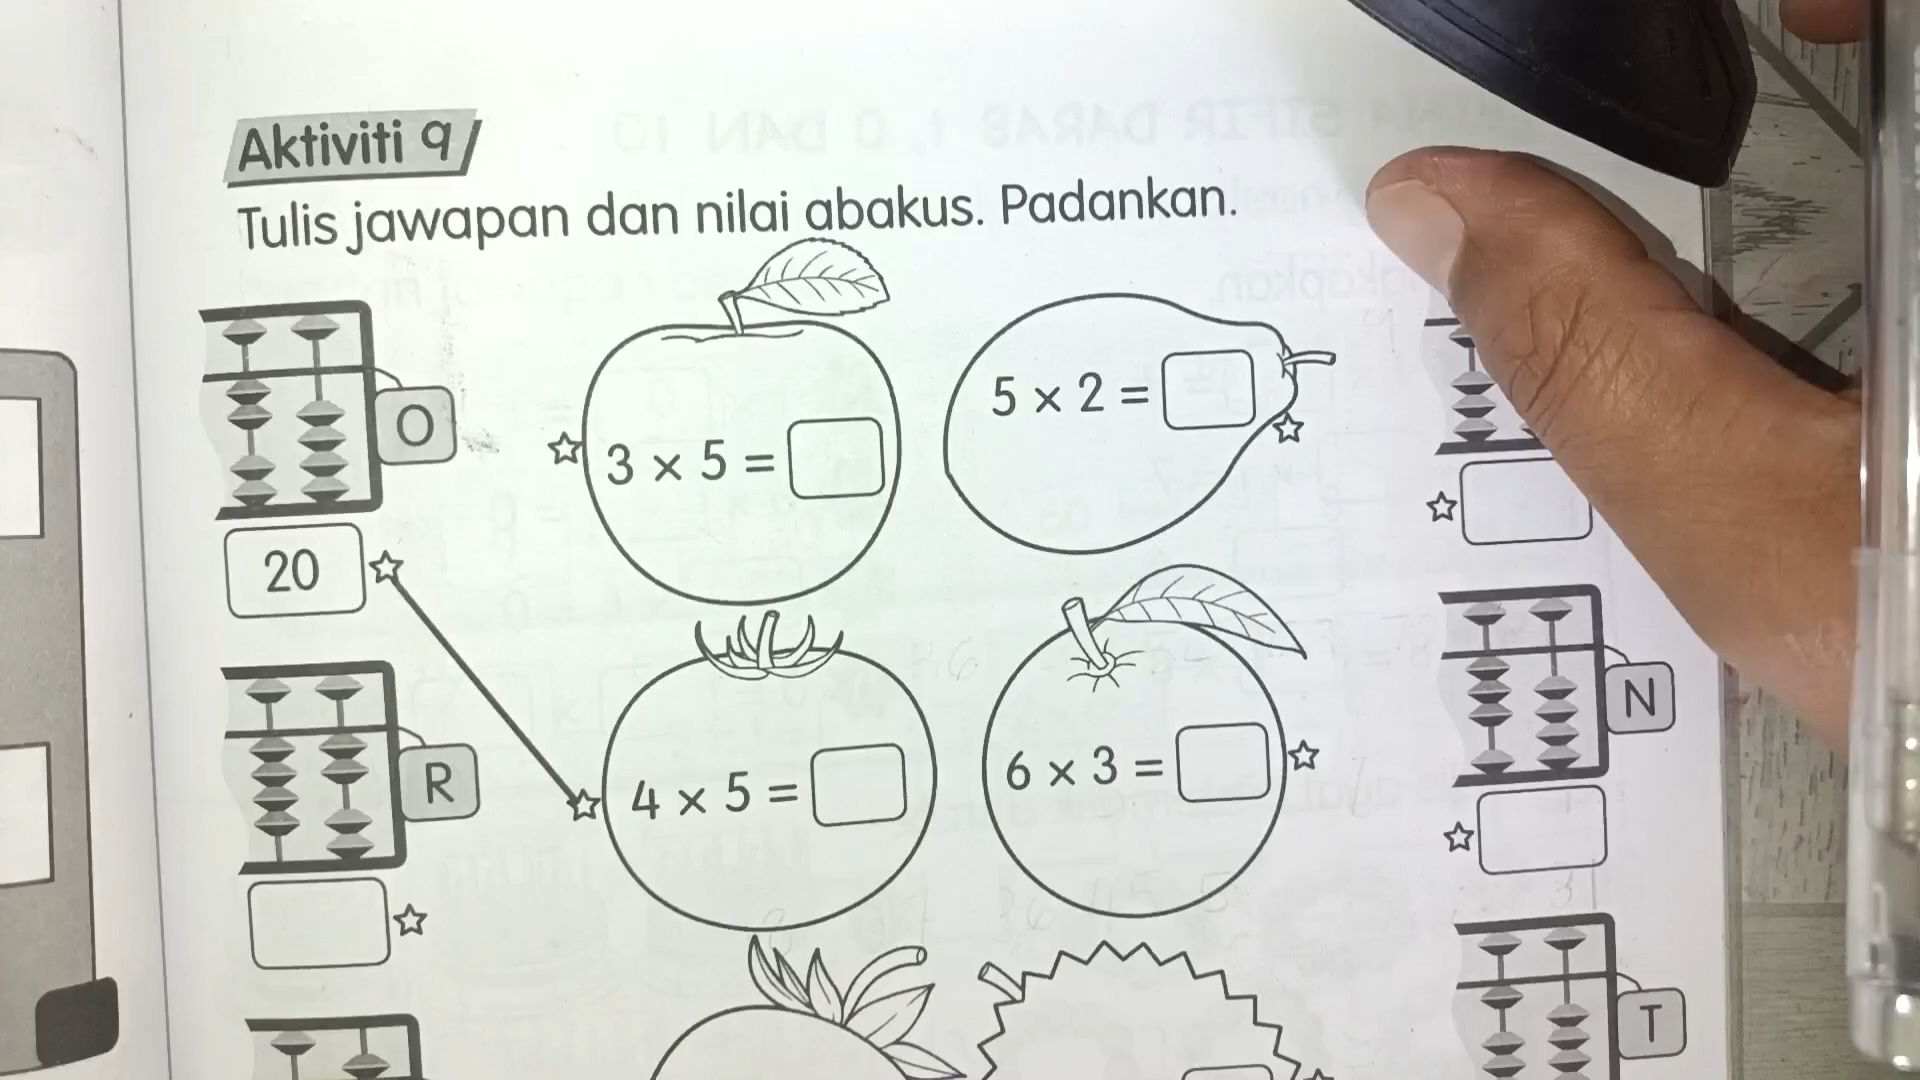 Aktiviti 9
Tulis jawapan dan nilai abakus. Padankan.
O
3 × 5 =
5 × 2 =
20
R
4 × 5 =
6 × 3 =
N
T